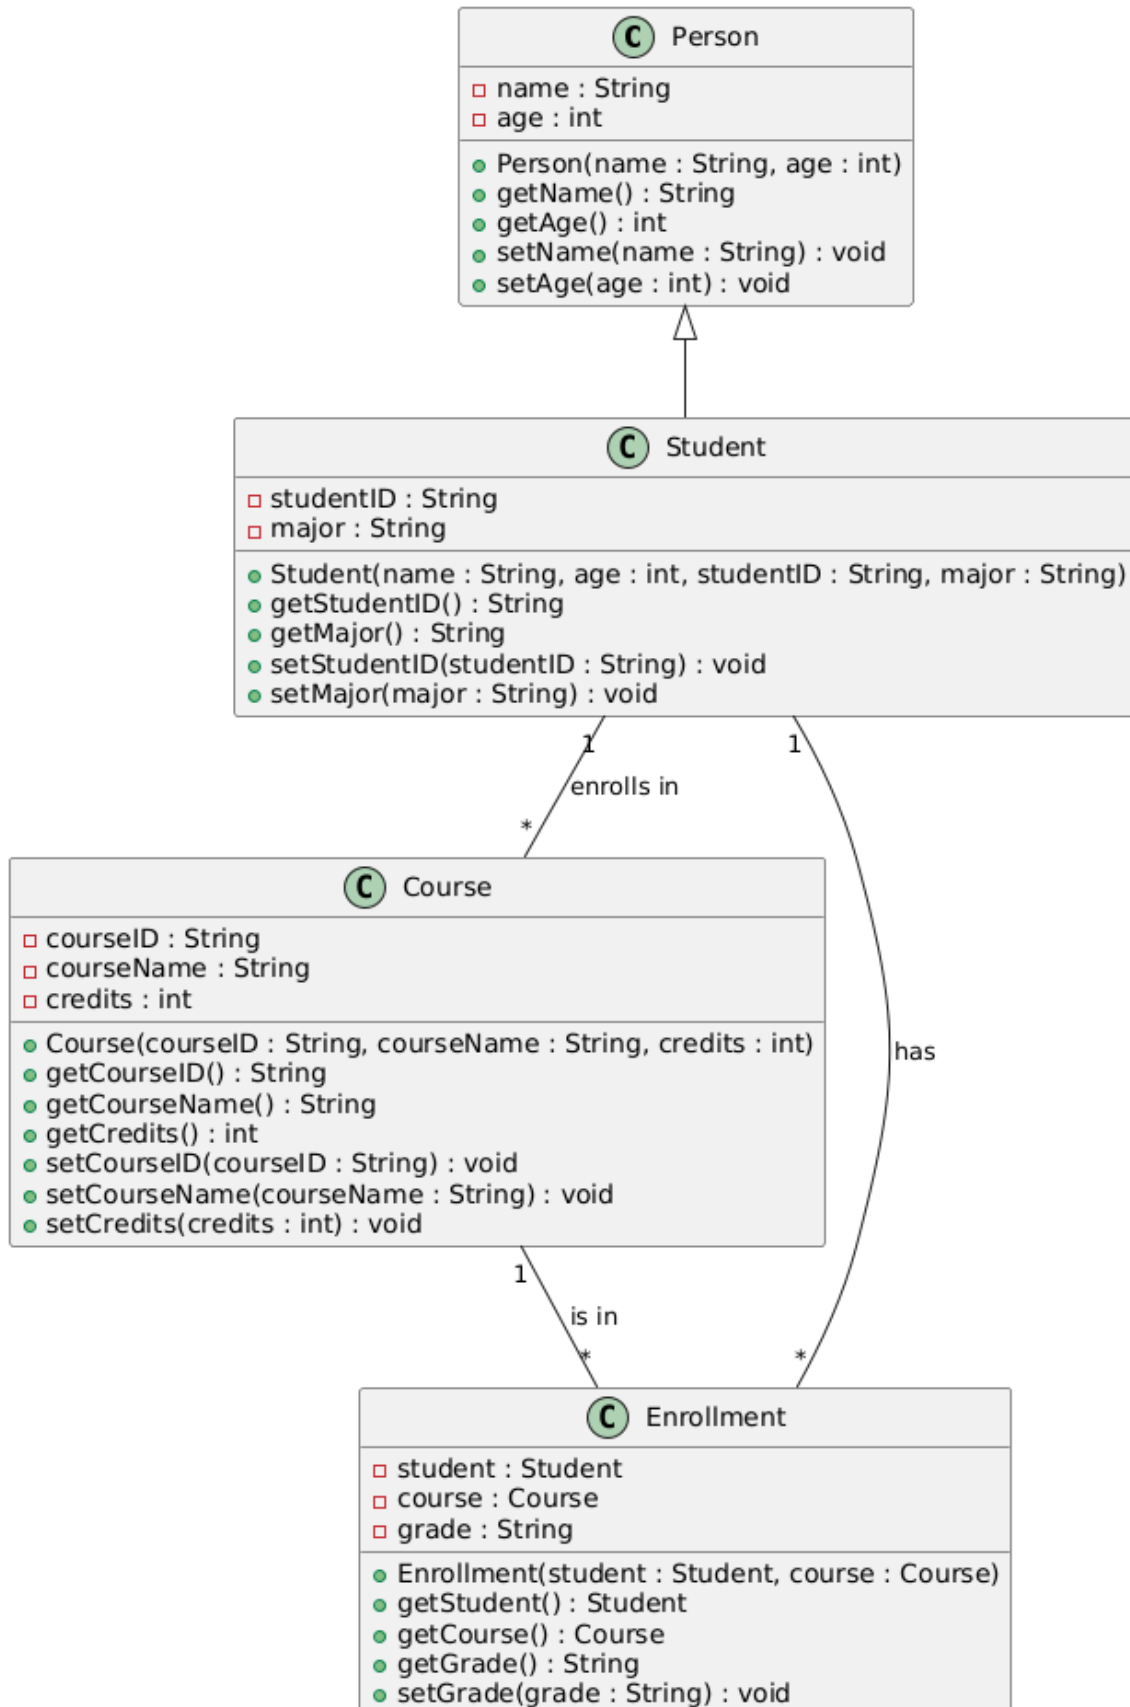 C Person
name : String
age : int
Person(name : String, age : int)
getName() : String
getAge() : int
setName(name : String) : void
setAge(age : int) : void
C Student
studentID : String
major : String
Student(name : String, age : int, studentID : String, major : String)
getStudentID() : String
getMajor() : String
setStudentID(studentID : String) : void
setMajor(major : String) : void
1
1
enrolls in
*
C Course
courseID : String
courseName : String
credits : int
Course(courseID : String, courseName : String, credits : int)
getCourseID() : String
getCourseName() : String
getCredits() : int
setCourseID(courseID : String) : void
setCourseName(courseName : String) : void
setCredits(credits : int) : void
has
1
is in
*
*
C Enrollment
student : Student
course : Course
grade : String
Enrollment(student : Student, course : Course)
getStudent() : Student
getCourse() : Course
getGrade() : String
setGrade(grade : String) : void